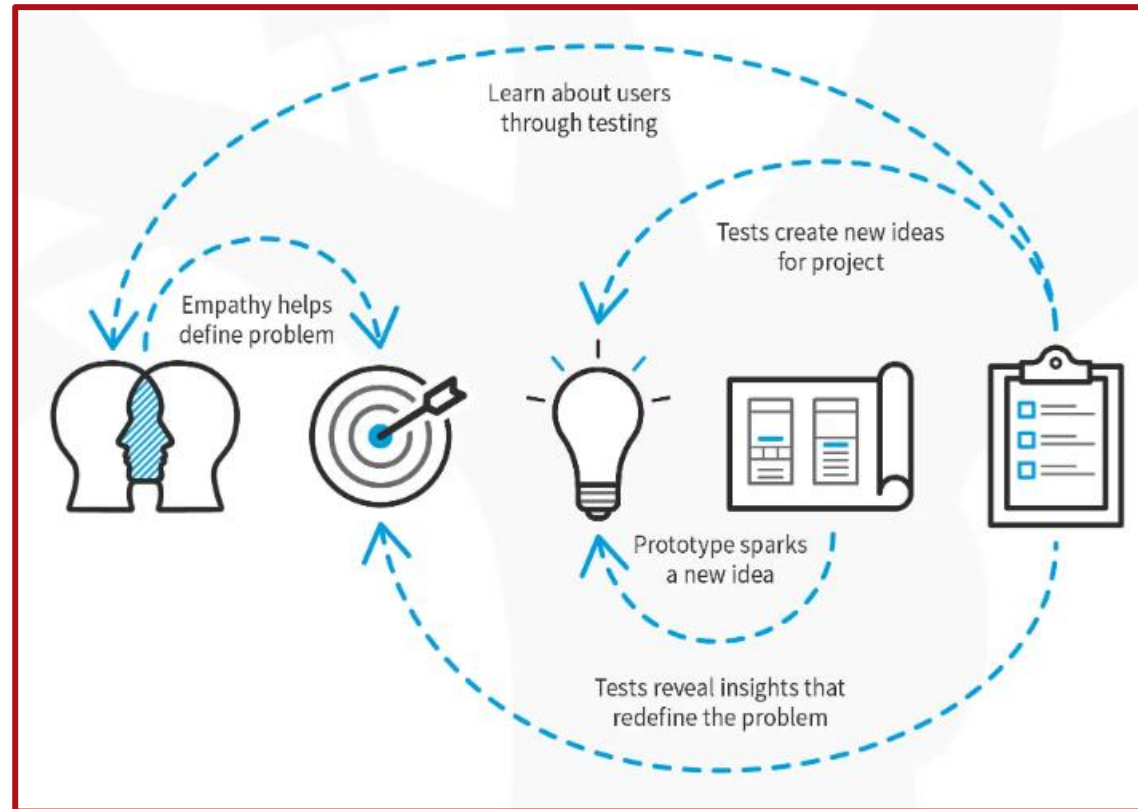 Learn about users
through testing
Tests create new ideas
for project
Empathy helps
define problem
Prototype sparks
a new idea
Tests reveal insights that
redefine the problem